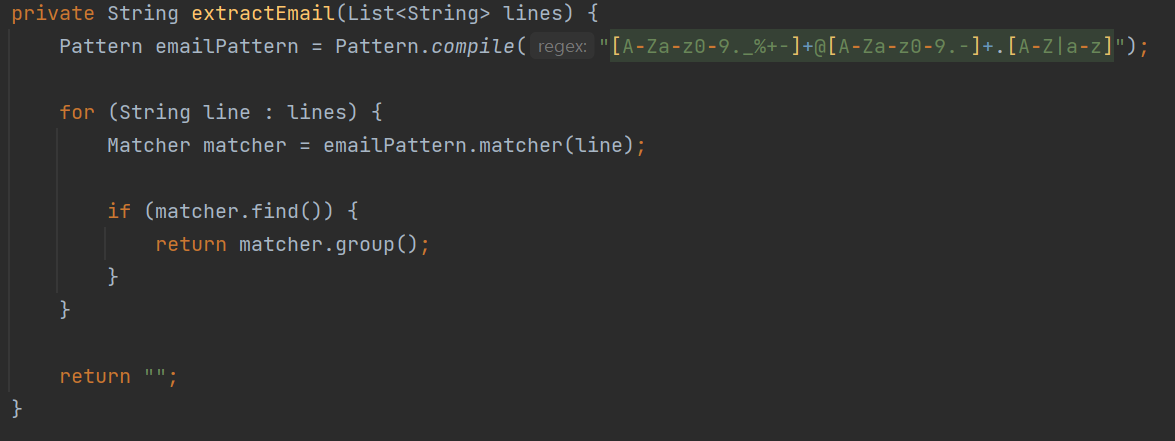 private String extractEmail(List<String> lines) {
    Pattern emailPattern = Pattern.compile( regex: "[A-Za-z0-9._%+-]+@[A-Za-z0-9.-]+.[A-Z|a-z]");
    for (String line : lines) {
        Matcher matcher = emailPattern.matcher(line);
        if (matcher.find()) {
            return matcher.group();
        }
    }
    return "";
}